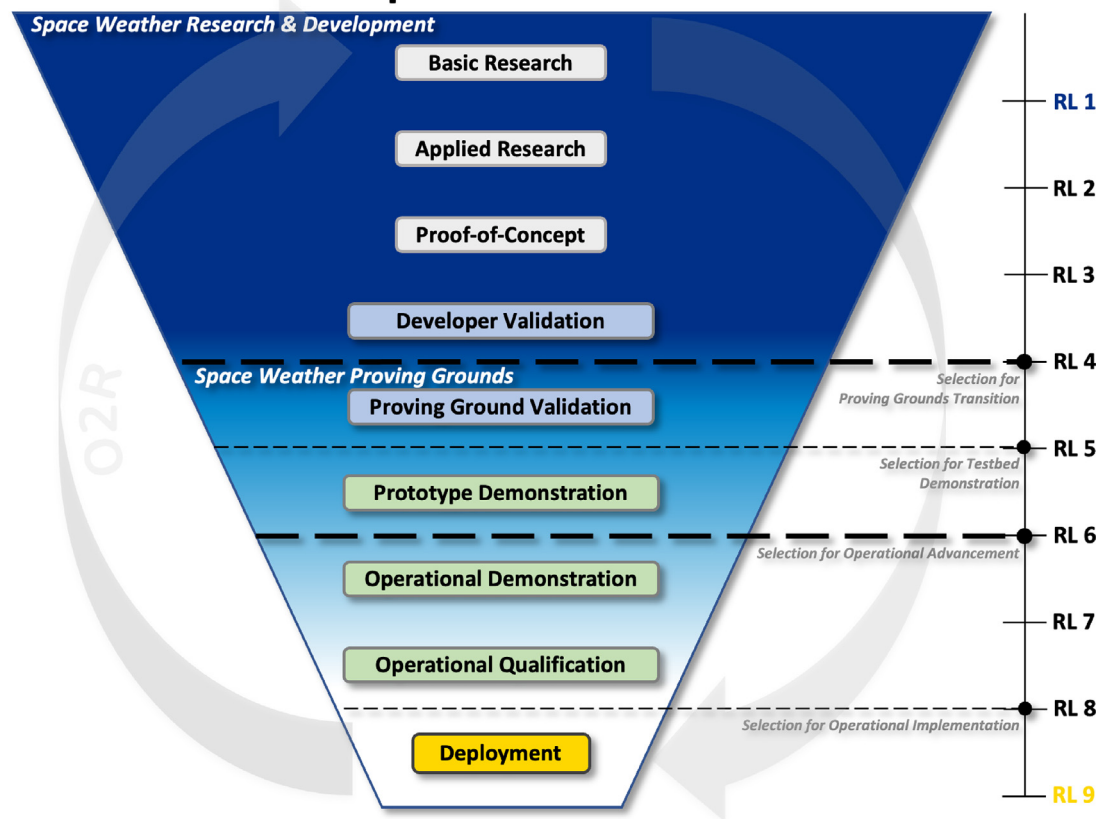 Space Weather Research & Development
Basic Research
RL 1
Applied Research
RL 2
Proof-of-Concept
RL 3
Developer Validation
RL 4
Space Weather Proving Grounds
Selection for
Proving Grounds Transition
Proving Ground Validation
O2R
RL 5
Selection for Testbed
Demonstration
Prototype Demonstration
RL 6
Selection for Operational Advancement
Operational Demonstration
RL 7
Operational Qualification
RL 8
Selection for Operational Implementation
Deployment
RL 9